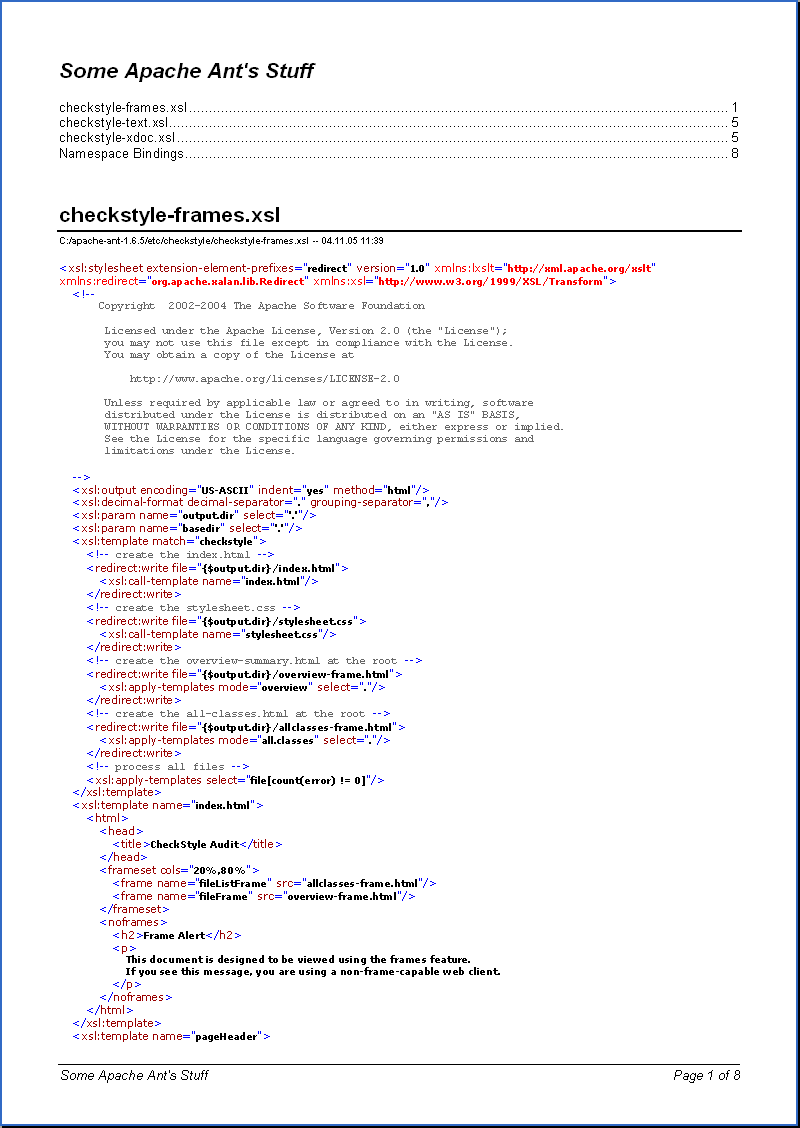 Some Apache Ant's Stuff
checkstyle-frames.xsl 1
checkstyle-text.xsl 5
checkstyle-xdoc.xsl 5
Namespace Bindings 8
checkstyle-frames.xsl
C:/apache-ant-1.6.5/etc/checkstyle/checkstyle-frames.xsl -- 04.11.05 11:39
<xsl:stylesheet extension-element-prefixes="redirect" version="1.0" xmlns:lxslt="http://xml.apache.org/xslt"
xmlns:redirect="org.apache.xalan.lib.Redirect" xmlns:xsl="http://www.w3.org/1999/XSL/Transform">
<!--
Copyright  2002-2004 The Apache Software Foundation
Licensed under the Apache License, Version 2.0 (the "License");
you may not use this file except in compliance with the License.
You may obtain a copy of the License at
http://www.apache.org/licenses/LICENSE-2.0
Unless required by applicable law or agreed to in writing, software
distributed under the License is distributed on an "AS IS" BASIS,
WITHOUT WARRANTIES OR CONDITIONS OF ANY KIND, either express or implied.
See the License for the specific language governing permissions and
limitations under the License.
-->
<xsl:output encoding="US-ASCII" indent="yes" method="html"/>
<xsl:decimal-format decimal-separator="." grouping-separator=","/>
<xsl:param name="output.dir" select="'.'"/>
<xsl:param name="basedir" select="'.'"/>
<xsl:template match="checkstyle">
<!-- create the index.html -->
<redirect:write file="{$output.dir}/index.html">
<xsl:call-template name="index.html"/>
</redirect:write>
<!-- create the stylesheet.css -->
<redirect:write file="{$output.dir}/stylesheet.css">
<xsl:call-template name="stylesheet.css"/>
</redirect:write>
<!-- create the overview-summary.html at the root -->
<redirect:write file="{$output.dir}/overview-frame.html">
<xsl:apply-templates mode="overview" select="."/>
</redirect:write>
<!-- create the all-classes.html at the root -->
<redirect:write file="{$output.dir}/allclasses-frame.html">
<xsl:apply-templates mode="all.classes" select="."/>
</redirect:write>
<!-- process all files -->
<xsl:apply-templates select="file[count(error) != 0]"/>
</xsl:template>
<xsl:template name="index.html">
<html>
<head>
<title>CheckStyle Audit</title>
</head>
<frameset cols="20%,80%">
<frame name="fileListFrame" src="allclasses-frame.html"/>
<frame name="fileFrame" src="overview-frame.html"/>
</frameset>
<noframes>
<h2>Frame Alert</h2>
<p>
This document is designed to be viewed using the frames feature.
If you see this message, you are using a non-frame-capable web client.
</p>
</noframes>
</html>
</xsl:template>
<xsl:template name="pageHeader">
Some Apache Ant's Stuff Page 1 of 8